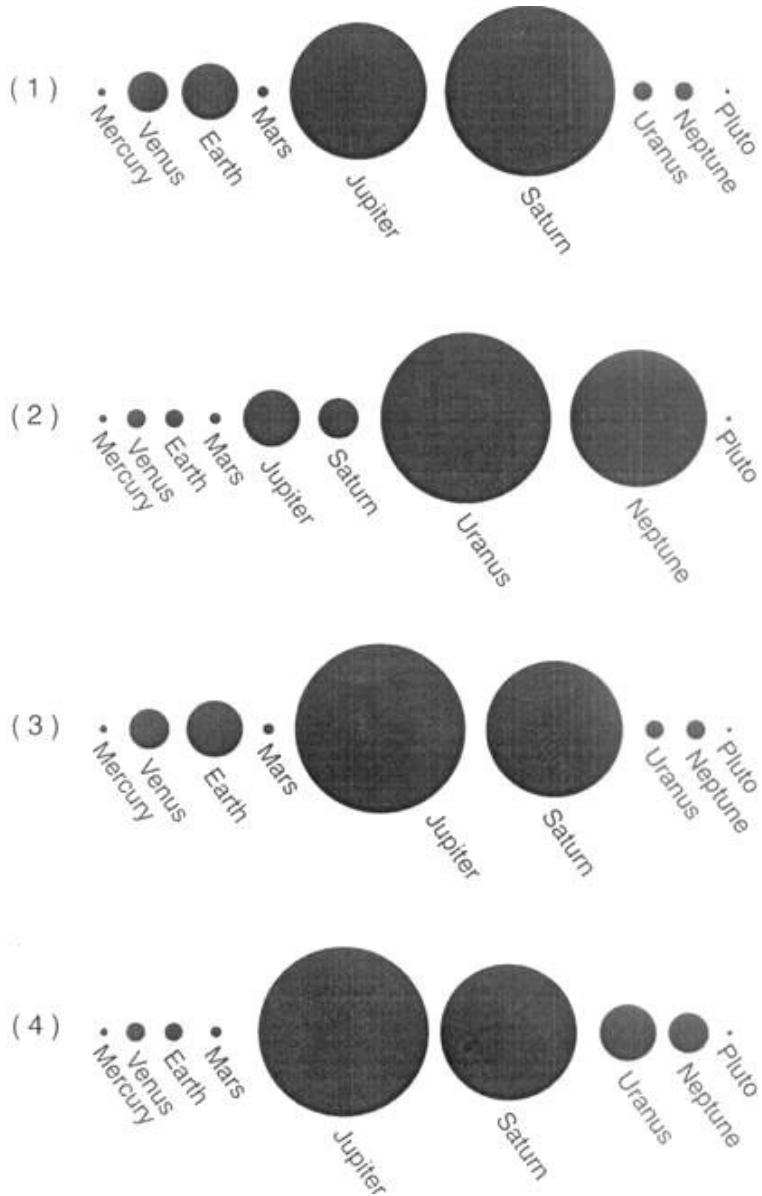 ( 1 )
Mercury
Venus
Earth
Mars
Jupiter
Saturn
Uranus
Neptune
Pluto
( 2 )
Mercury
Venus
Earth
Mars
Jupiter
Saturn
Uranus
Neptune
Pluto
( 3 )
Mercury
Venus
Earth
Mars
Jupiter
Saturn
Uranus
Neptune
Pluto
( 4 )
Mercury
Venus
Earth
Mars
Jupiter
Saturn
Uranus
Neptune
Pluto